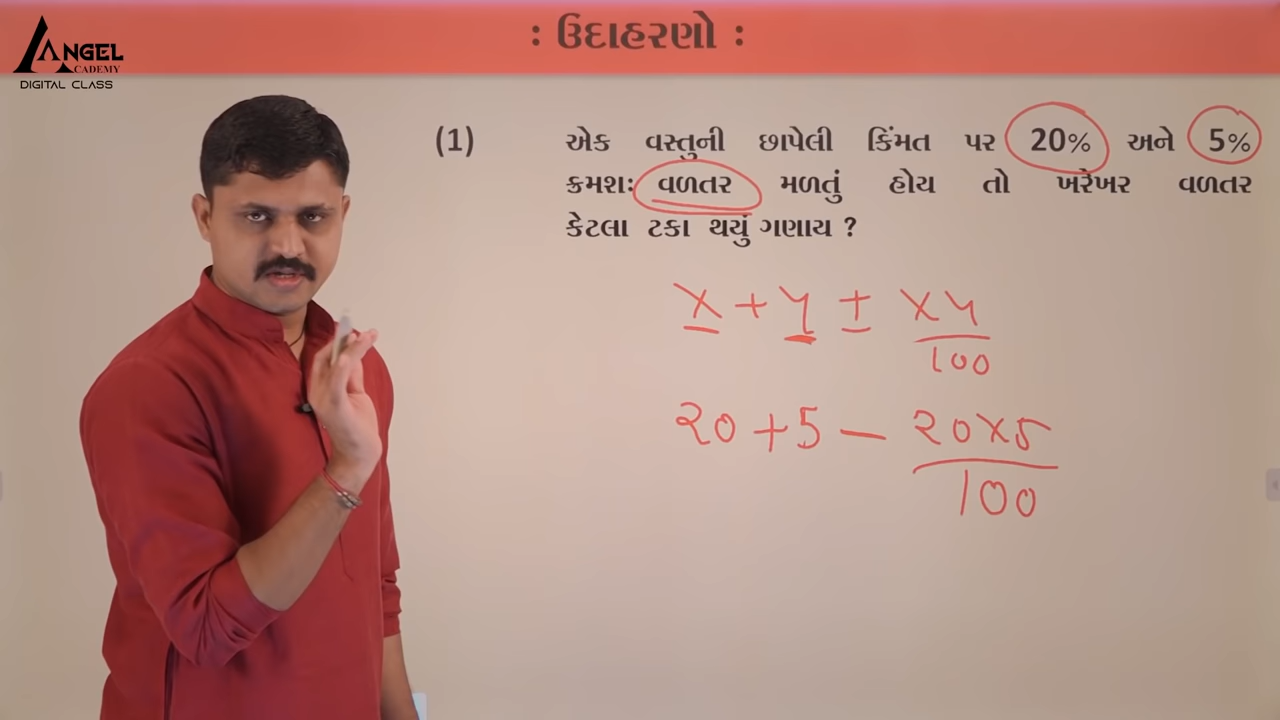 ANGEL
ACADEMY
DIGITAL CLASS
: ઉદાહરણો :
(1) એક વસ્તુની છાપેલી કિંમત પર 20% અને 5%
ક્રમશઃ વળતર મળતું હોય તો ખરેખર વળતર
કેટલા ટકા થયું ગણાય ?
x + y ± xy/100
20 + 5 − 20×5/100